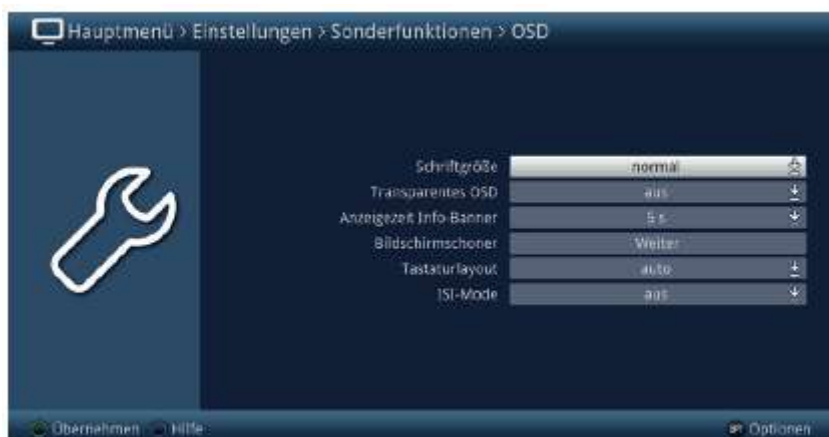 Hauptmenü > Einstellungen > Sonderfunktionen > OSD
Schriftgröße normal
Transparentes OSD aus
Anzeigezeit Info-Banner 5 s
Bildschirmschoner Weiter
Tastaturlayout auto
ISI-Mode aus
Übernehmen Hilfe Optionen